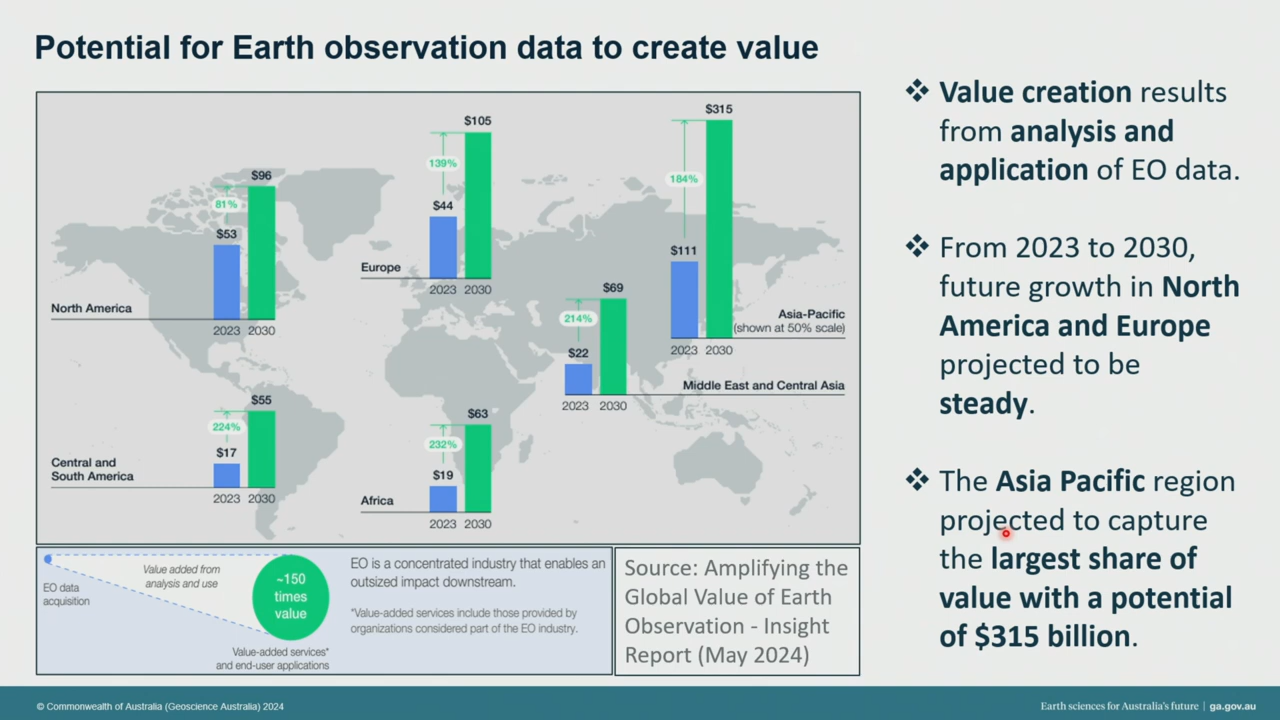 Potential for Earth observation data to create value
$96
81%
$53
2023 2030
North America
$105
139%
$44
2023 2030
Europe
$315
184%
$111
2023 2030
Asia-Pacific
(shown at 50% scale)
$69
214%
$22
2023 2030
Middle East and Central Asia
$55
224%
$17
2023 2030
Central and
South America
$63
232%
$19
2023 2030
Africa
EO data
acquisition
Value added from
analysis and use
~150
times
value
Value-added services*
and end-user applications
EO is a concentrated industry that enables an
outsized impact downstream.
*Value-added services include those provided by
organizations considered part of the EO industry.
Source: Amplifying the
Global Value of Earth
Observation - Insight
Report (May 2024)
❖ Value creation results
from analysis and
application of EO data.
❖ From 2023 to 2030,
future growth in North
America and Europe
projected to be
steady.
❖ The Asia Pacific region
projected to capture
the largest share of
value with a potential
of $315 billion.
© Commonwealth of Australia (Geoscience Australia) 2024
Earth sciences for Australia's future | ga.gov.au